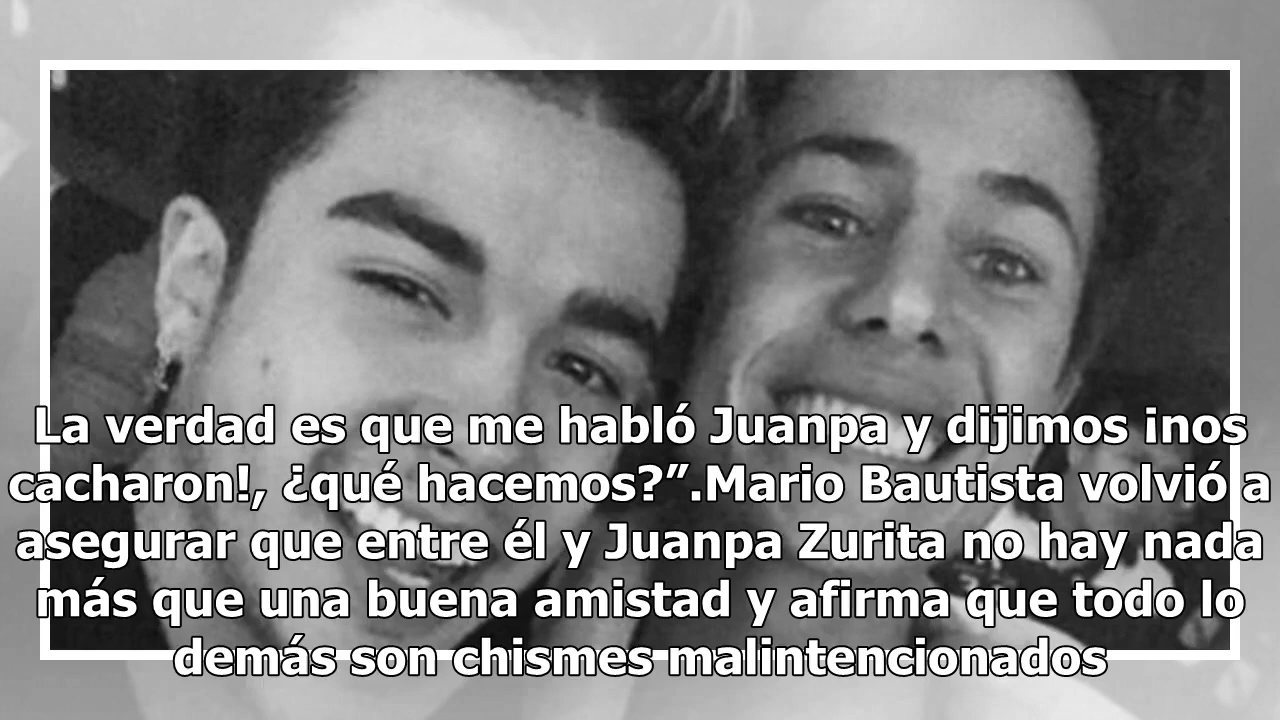 La verdad es que me habló Juanpa y dijimos ¡nos
cacharon!, ¿qué hacemos?”.Mario Bautista volvió a
asegurar que entre él y Juanpa Zurita no hay nada
más que una buena amistad y afirma que todo lo
demás son chismes malintencionados